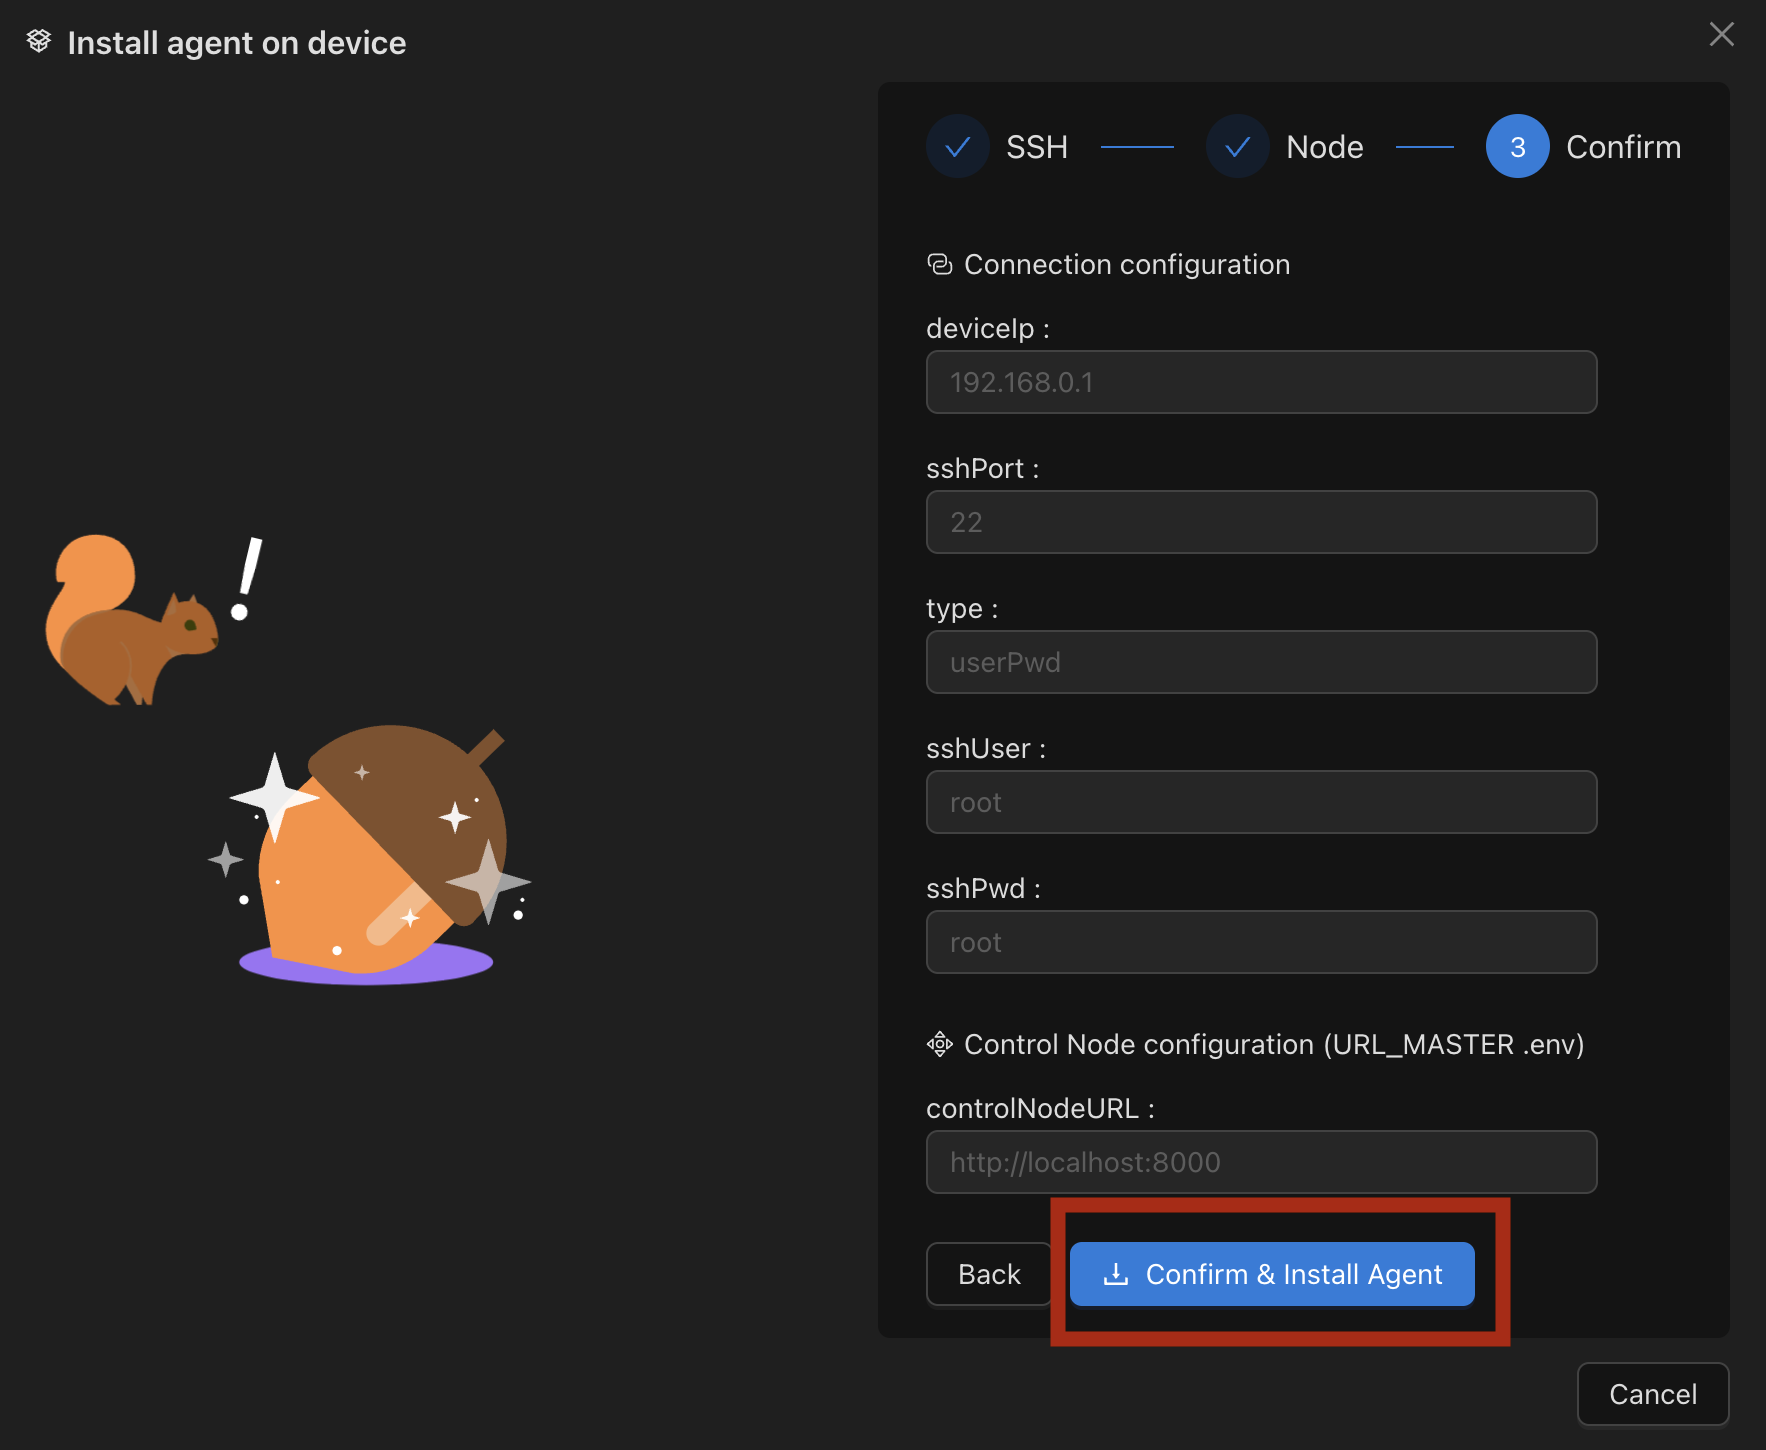 Install agent on device
SSH
Node
3
Confirm
Connection configuration
deviceIp :
192.168.0.1
sshPort :
22
type :
userPwd
sshUser :
root
sshPwd :
root
Control Node configuration (URL_MASTER .env)
controlNodeURL :
http://localhost:8000
Back
Confirm & Install Agent
Cancel